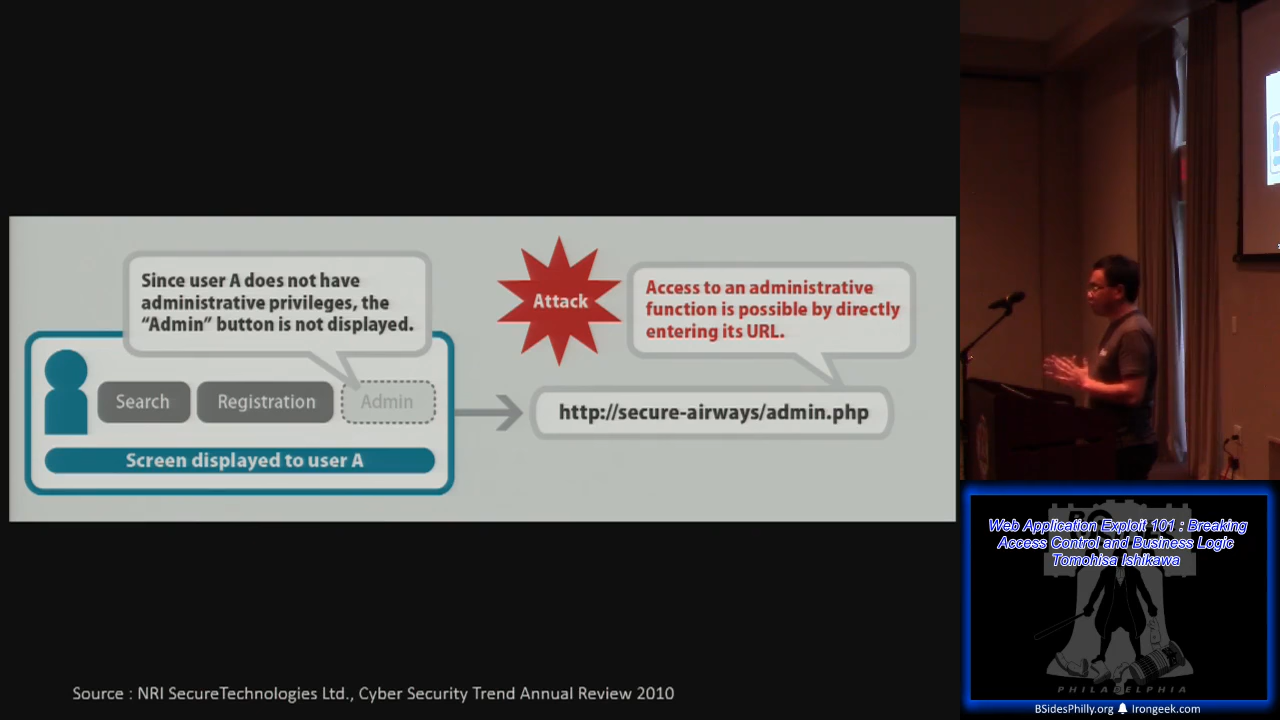 Since user A does not have
administrative privileges, the
“Admin” button is not displayed.
Attack
Access to an administrative
function is possible by directly
entering its URL.
Search
Registration
Admin
http://secure-airways/admin.php
Screen displayed to user A
Source : NRI SecureTechnologies Ltd., Cyber Security Trend Annual Review 2010
Web Application Exploit 101 : Breaking
Access Control and Business Logic
Tomohisa Ishikawa
PHILADELPHIA
BSidesPhilly.org Irongeek.com